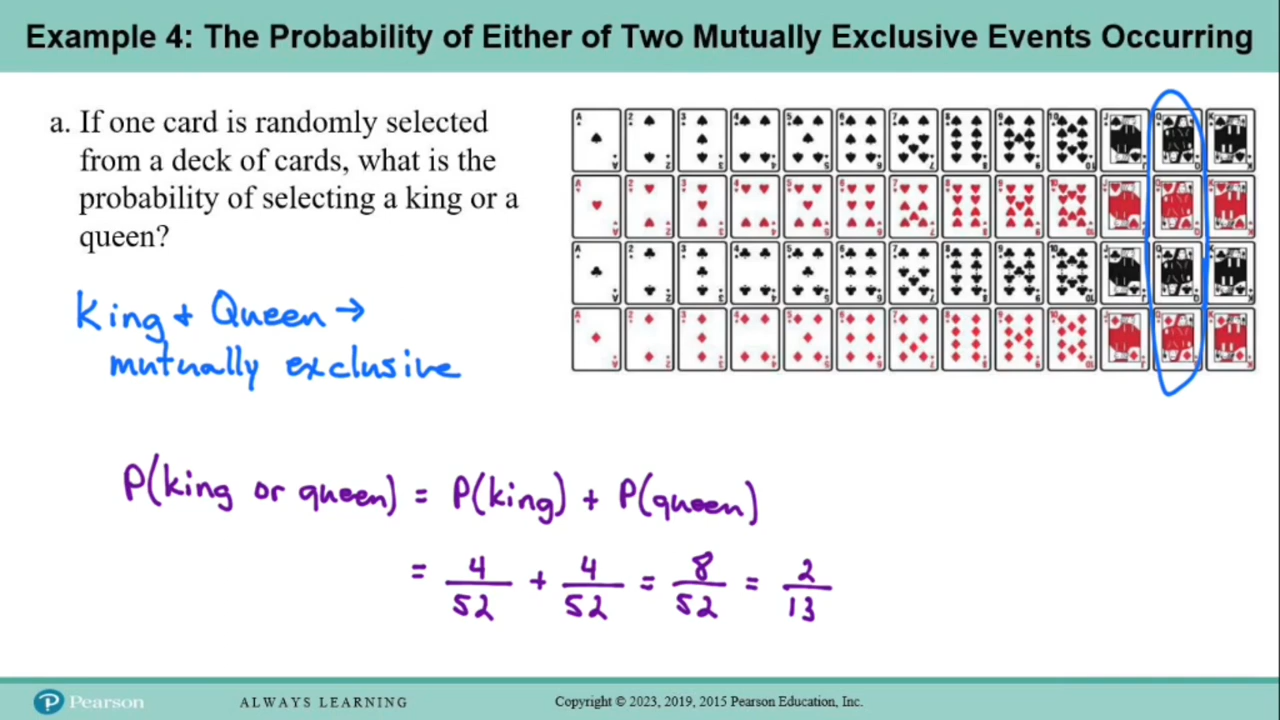 Example 4: The Probability of Either of Two Mutually Exclusive Events Occurring
a. If one card is randomly selected
from a deck of cards, what is the
probability of selecting a king or a
queen?
King + Queen →
mutually exclusive
P(king or queen) = P(king) + P(queen)
= 4/52 + 4/52 = 8/52 = 2/13
P Pearson
ALWAYS LEARNING
Copyright © 2023, 2019, 2015 Pearson Education, Inc.